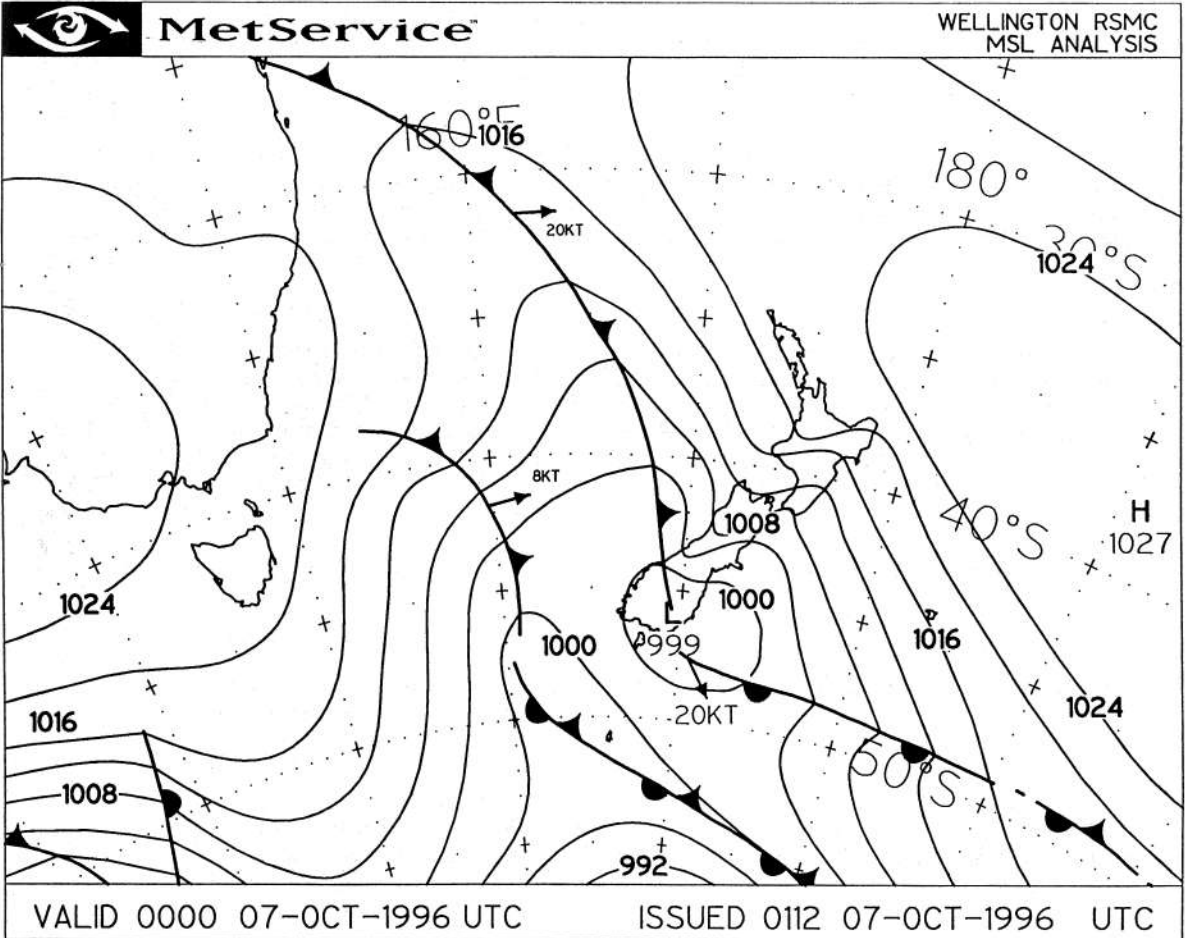 MetService™
WELLINGTON RSMC
MSL ANALYSIS
160°E
1016
180°
20KT
30°S
1024
8KT
40°S
H
1027
1008
1024
1000
L
999
1000
1016
1016
20KT
1024
50°S
1008
992
VALID 0000 07-OCT-1996 UTC
ISSUED 0112 07-OCT-1996 UTC